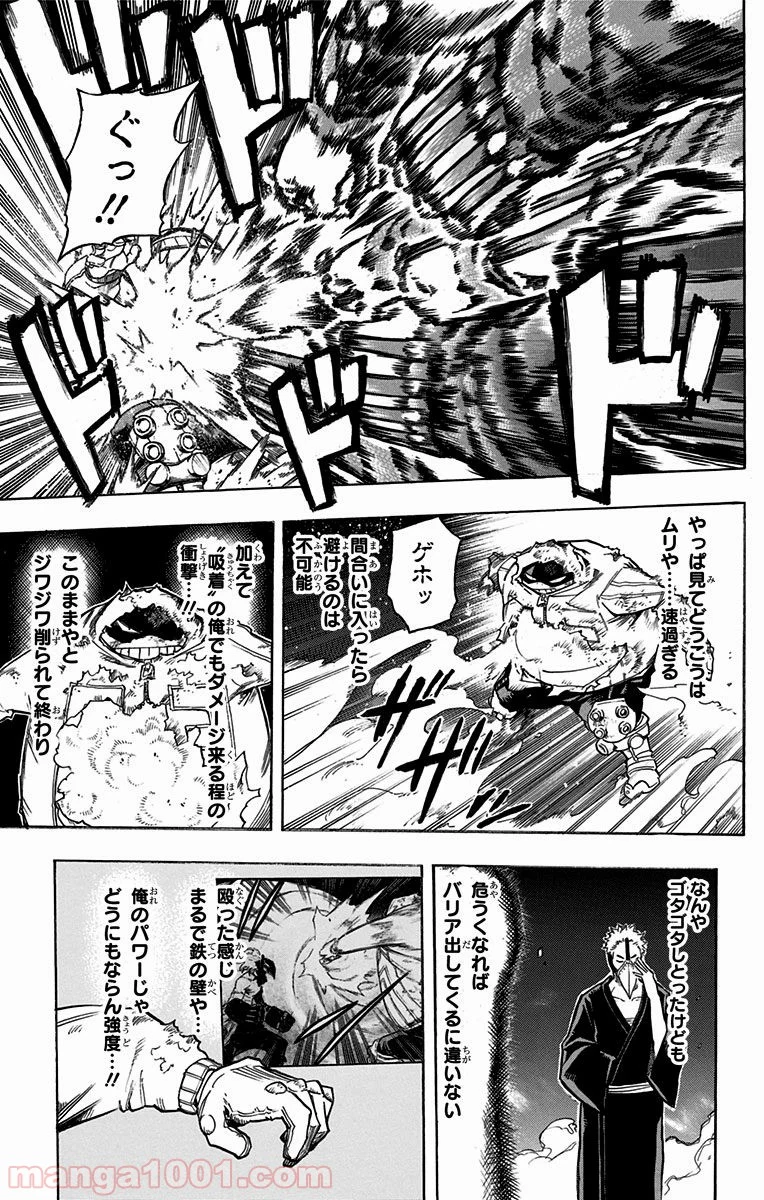 ドドドド
ぐっ!!
やっぱ見てどうこうは
ムリや……速過ぎる
ゲホッ
間合いに入ったら
避けるのは
不可能
ガガガ
加えて
“吸着”の俺でもダメージ来る程の
衝撃…!!
このままやと
ジワジワ削られて終わり
なんや
ゴタゴタしとったけども
危うくなれば
バリア出してくるに違いない
殴った感じ
まるで鉄の壁や…
俺のパワーじゃ
どうにもならん強度…!!
manga1001.com